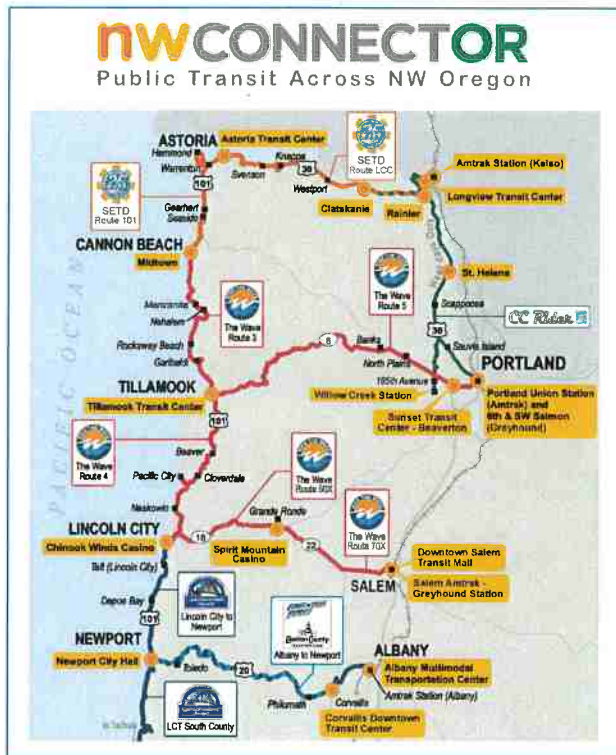 nwCONNECTOR
Public Transit Across NW Oregon
ASTORIA
Astoria Transit Center
Hammond
Warrenton
101
Svenson
Knappa
30
Westport
SETD
Route LCC
Amtrak Station (Kelso)
Longview Transit Center
Clatskanie
Rainier
SETD
Route 101
Gearhart
Seaside
CANNON BEACH
Midtown
St. Helens
Scappoose
CC Rider
30
Sauvie Island
The Wave
Route 5
Manzanita
Nehalem
The Wave
Route 3
Rockaway Beach
Garibaldi
6
Banks
North Plains
185th Avenue
PORTLAND
TILLAMOOK
Tillamook Transit Center
101
Willow Creek Station
Sunset Transit
Center - Beaverton
Portland Union Station
(Amtrak) and
6th & SW Salmon
(Greyhound)
PACIFIC OCEAN
The Wave
Route 4
Beaver
Pacific City
Cloverdale
Neskowin
The Wave
Route 60X
Grande Ronde
The Wave
Route 70X
LINCOLN CITY
Chinook Winds Casino
18
Spirit Mountain
Casino
22
SALEM
Downtown Salem
Transit Mall
Salem Amtrak -
Greyhound Station
Taft (Lincoln City)
Depoe Bay
101
Lincoln City to
Newport
NEWPORT
Newport City Hall
Toledo
20
Benton County
Albany to Newport
ALBANY
Albany Multimodal
Transportation Center
Amtrak Station (Albany)
Philomath
Corvallis
Corvallis Downtown
Transit Center
LCT South County
to Yachats